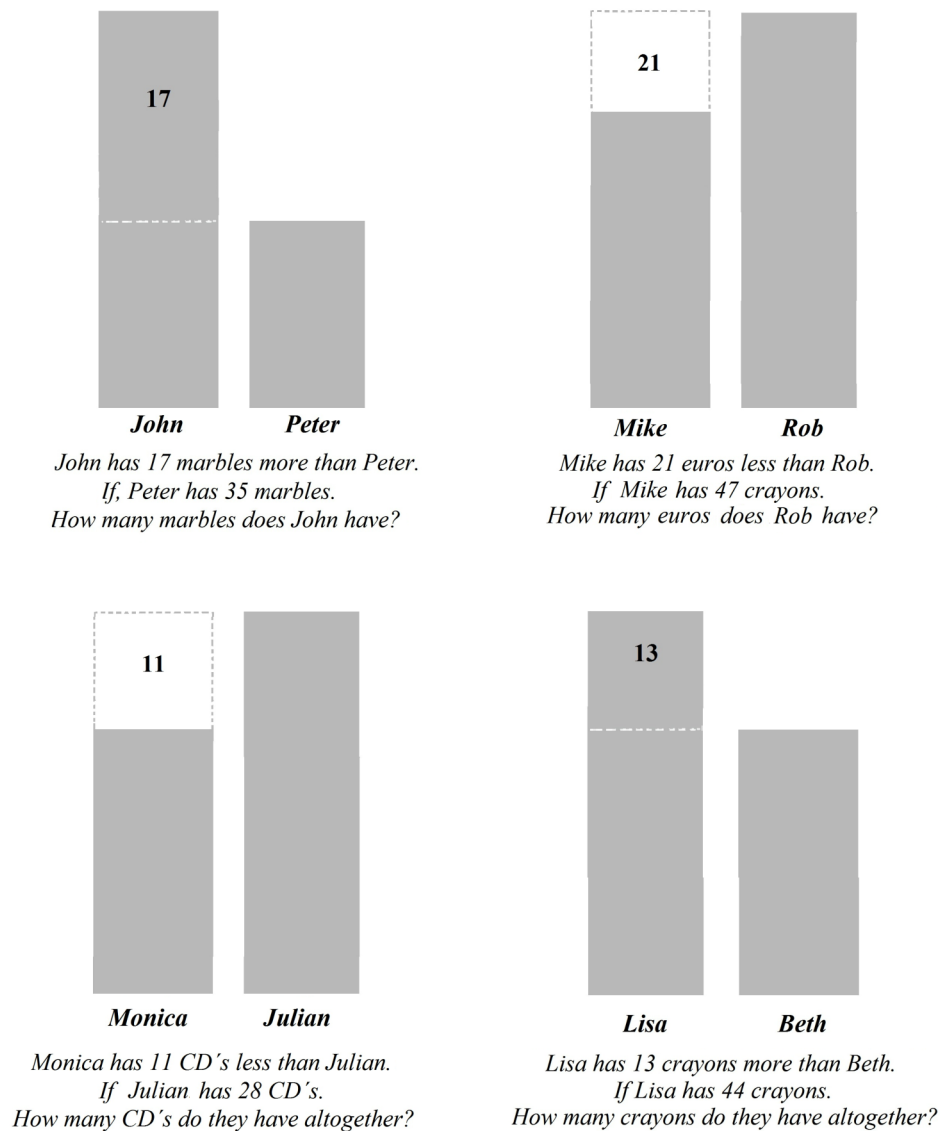 17
John Peter
John has 17 marbles more than Peter.
If, Peter has 35 marbles.
How many marbles does John have?
21
Mike Rob
Mike has 21 euros less than Rob.
If Mike has 47 crayons.
How many euros does Rob have?
11
Monica Julian
Monica has 11 CD´s less than Julian.
If Julian has 28 CD´s.
How many CD´s do they have altogether?
13
Lisa Beth
Lisa has 13 crayons more than Beth.
If Lisa has 44 crayons.
How many crayons do they have altogether?